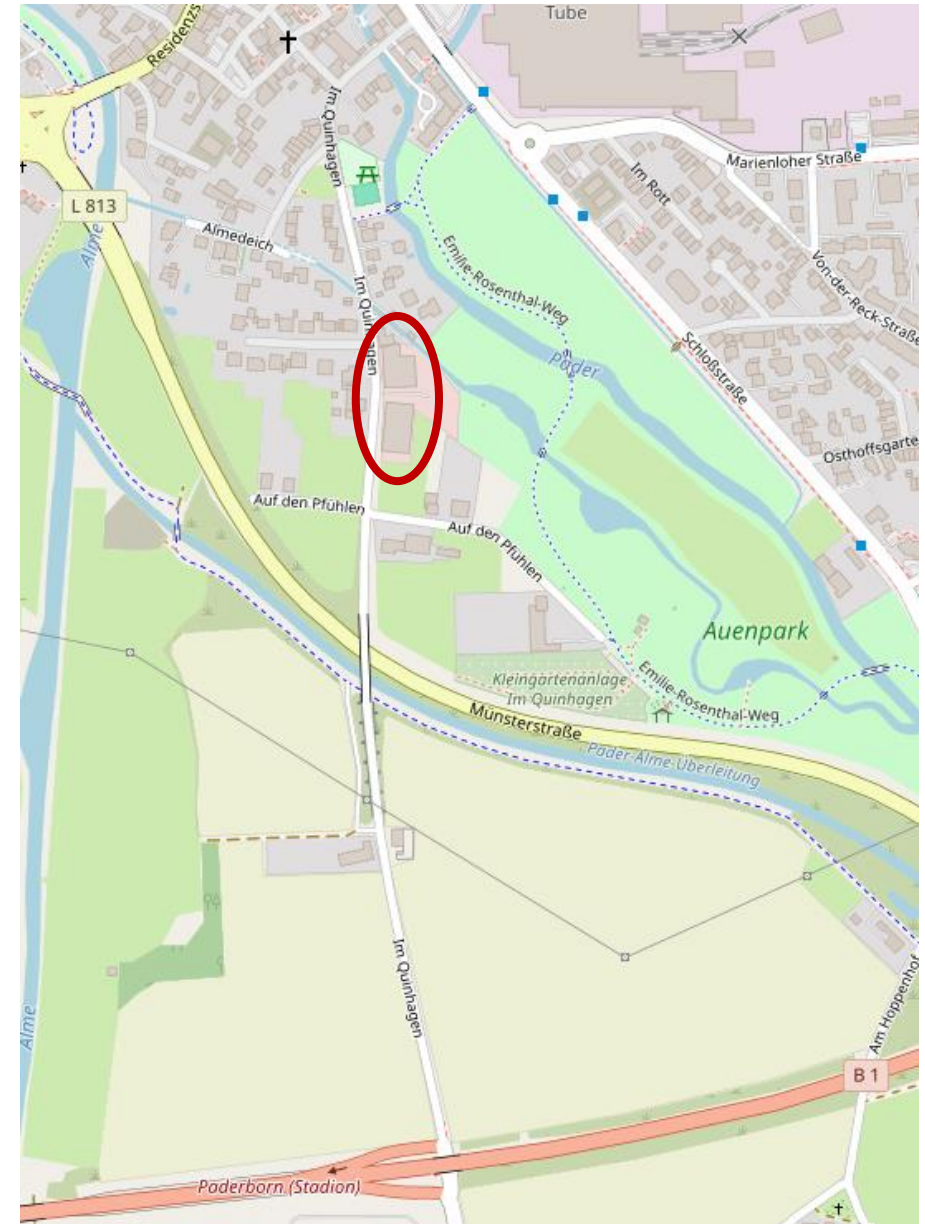 Tube
Residenzs
Im Quinhagen
Marienloher Straße
Im Rott
L 813
Alme
Almedeich
Emilie-Rosenthal-Weg
Von-der-Reck-Straße
Im Quinhagen
Pader
Schloßstraße
Osthoffsgarte
Auf den Pfühlen
Auf den Pfühlen
Auenpark
Kleingartenanlage
Im Quinhagen
Emilie-Rosenthal-Weg
Münsterstraße
Pader-Alme-Überleitung
Im Quinhagen
Am Hoppenhof
Alme
B 1
Paderborn (Stadion)